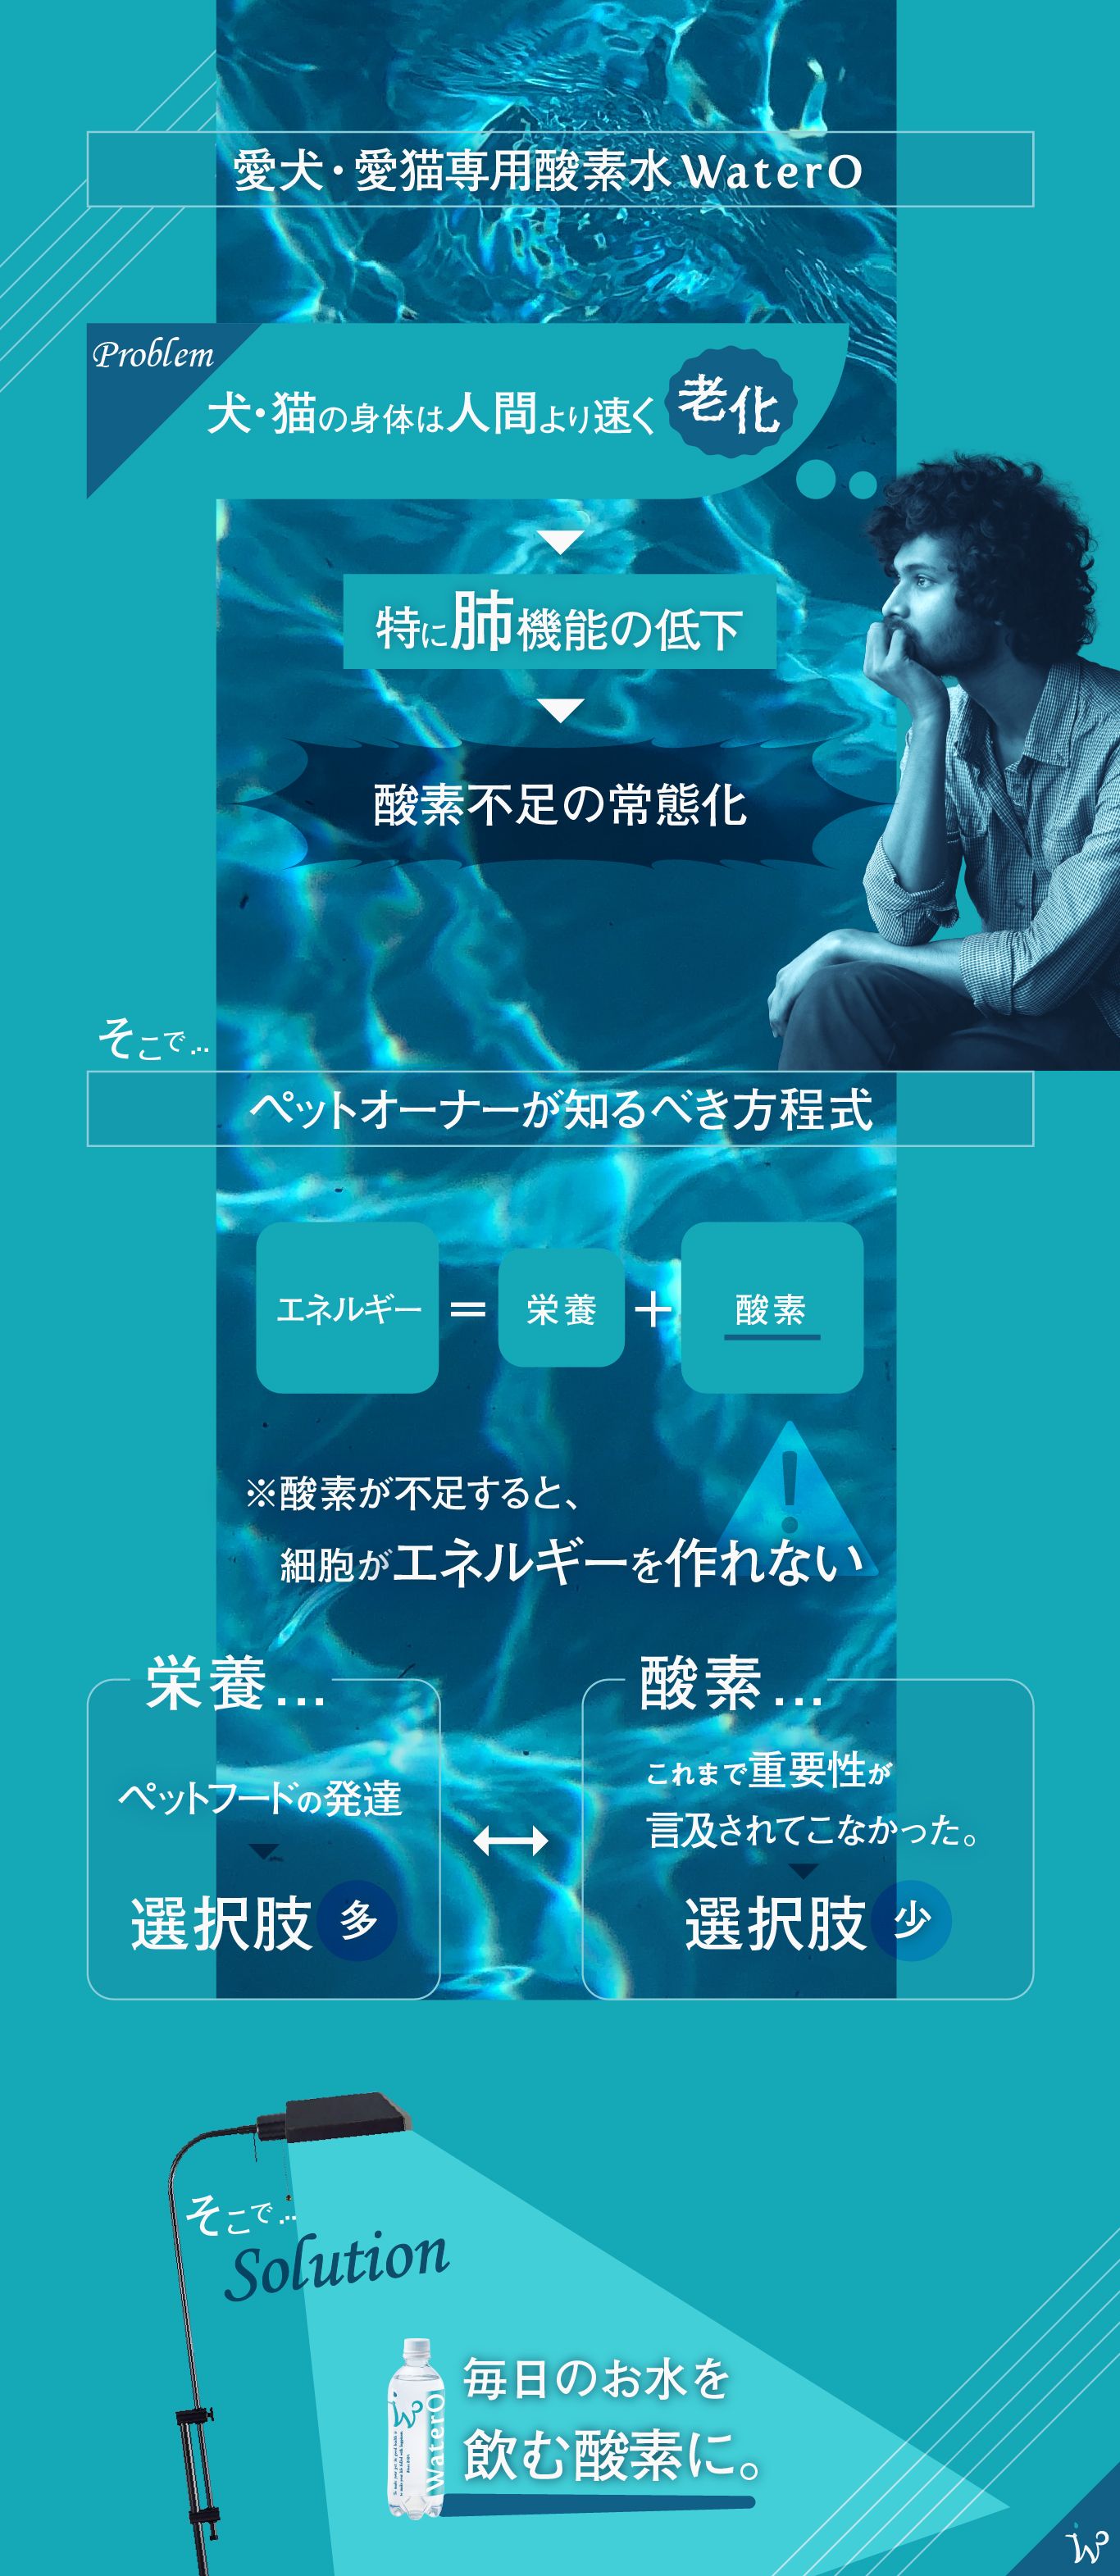 愛犬・愛猫専用酸素水WaterO
Problem
犬・猫の身体は人間より速く老化
特に肺機能の低下
酸素不足の常態化
そこで...
ペットオーナーが知るべき方程式
エネルギー = 栄養 + 酸素
※酸素が不足すると、
細胞がエネルギーを作れない
栄養...
ペットフードの発達
選択肢 多
酸素...
これまで重要性が
言及されてこなかった。
選択肢 少
そこで...
Solution
毎日のお水を
飲む酸素に。
WaterO